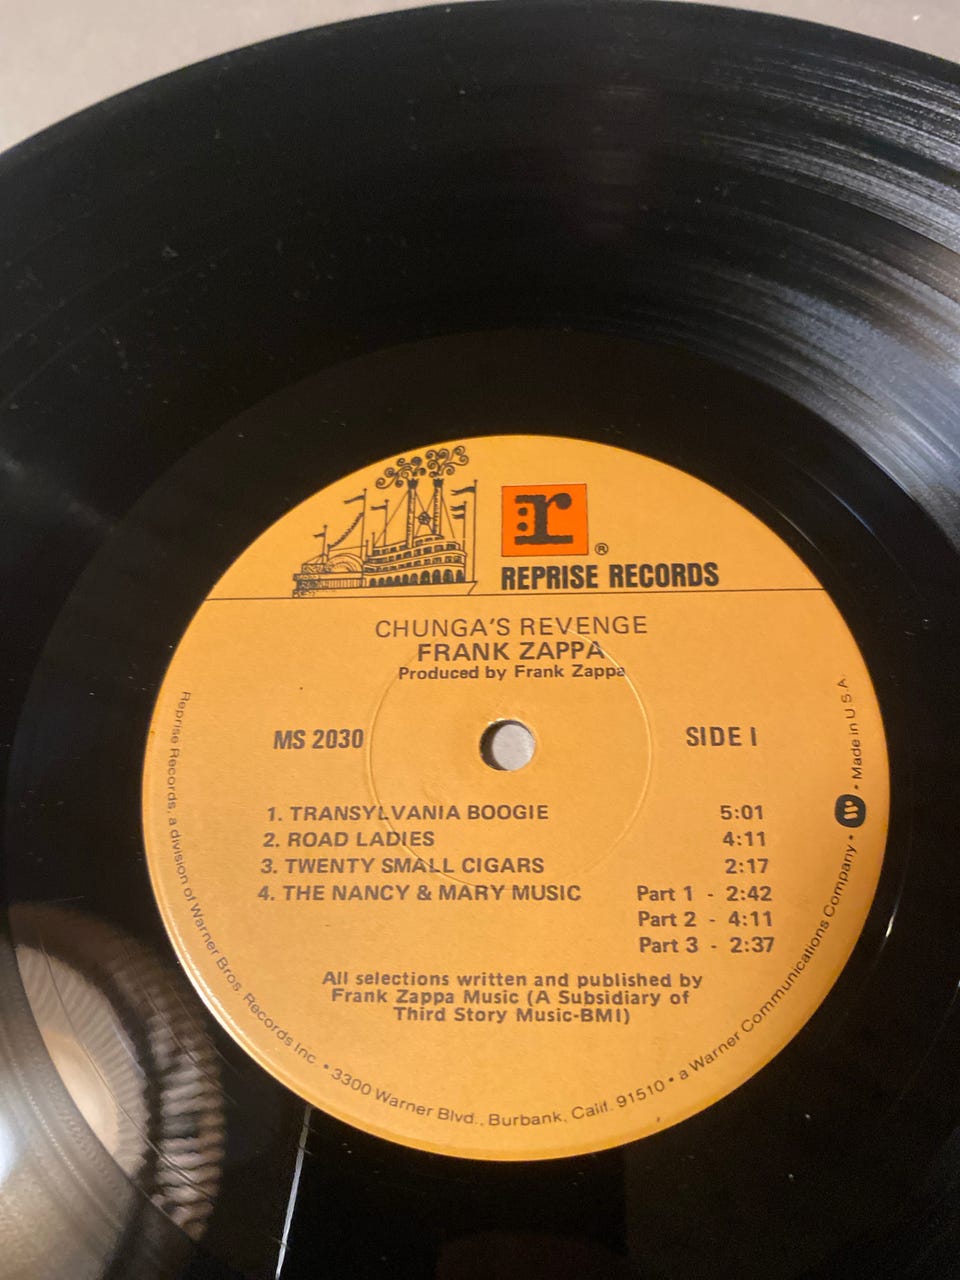 r
®
REPRISE RECORDS
CHUNGA'S REVENGE
FRANK ZAPPA
Produced by Frank Zappa
MS 2030
SIDE I
1. TRANSYLVANIA BOOGIE 5:01
2. ROAD LADIES 4:11
3. TWENTY SMALL CIGARS 2:17
4. THE NANCY & MARY MUSIC Part 1 - 2:42
Part 2 - 4:11
Part 3 - 2:37
All selections written and published by
Frank Zappa Music (A Subsidiary of
Third Story Music-BMI)
Reprise Records, a division of Warner Bros. Records Inc. • 3300 Warner Blvd., Burbank, Calif. 91510 • a Warner Communications Company • W • Made in U.S.A.